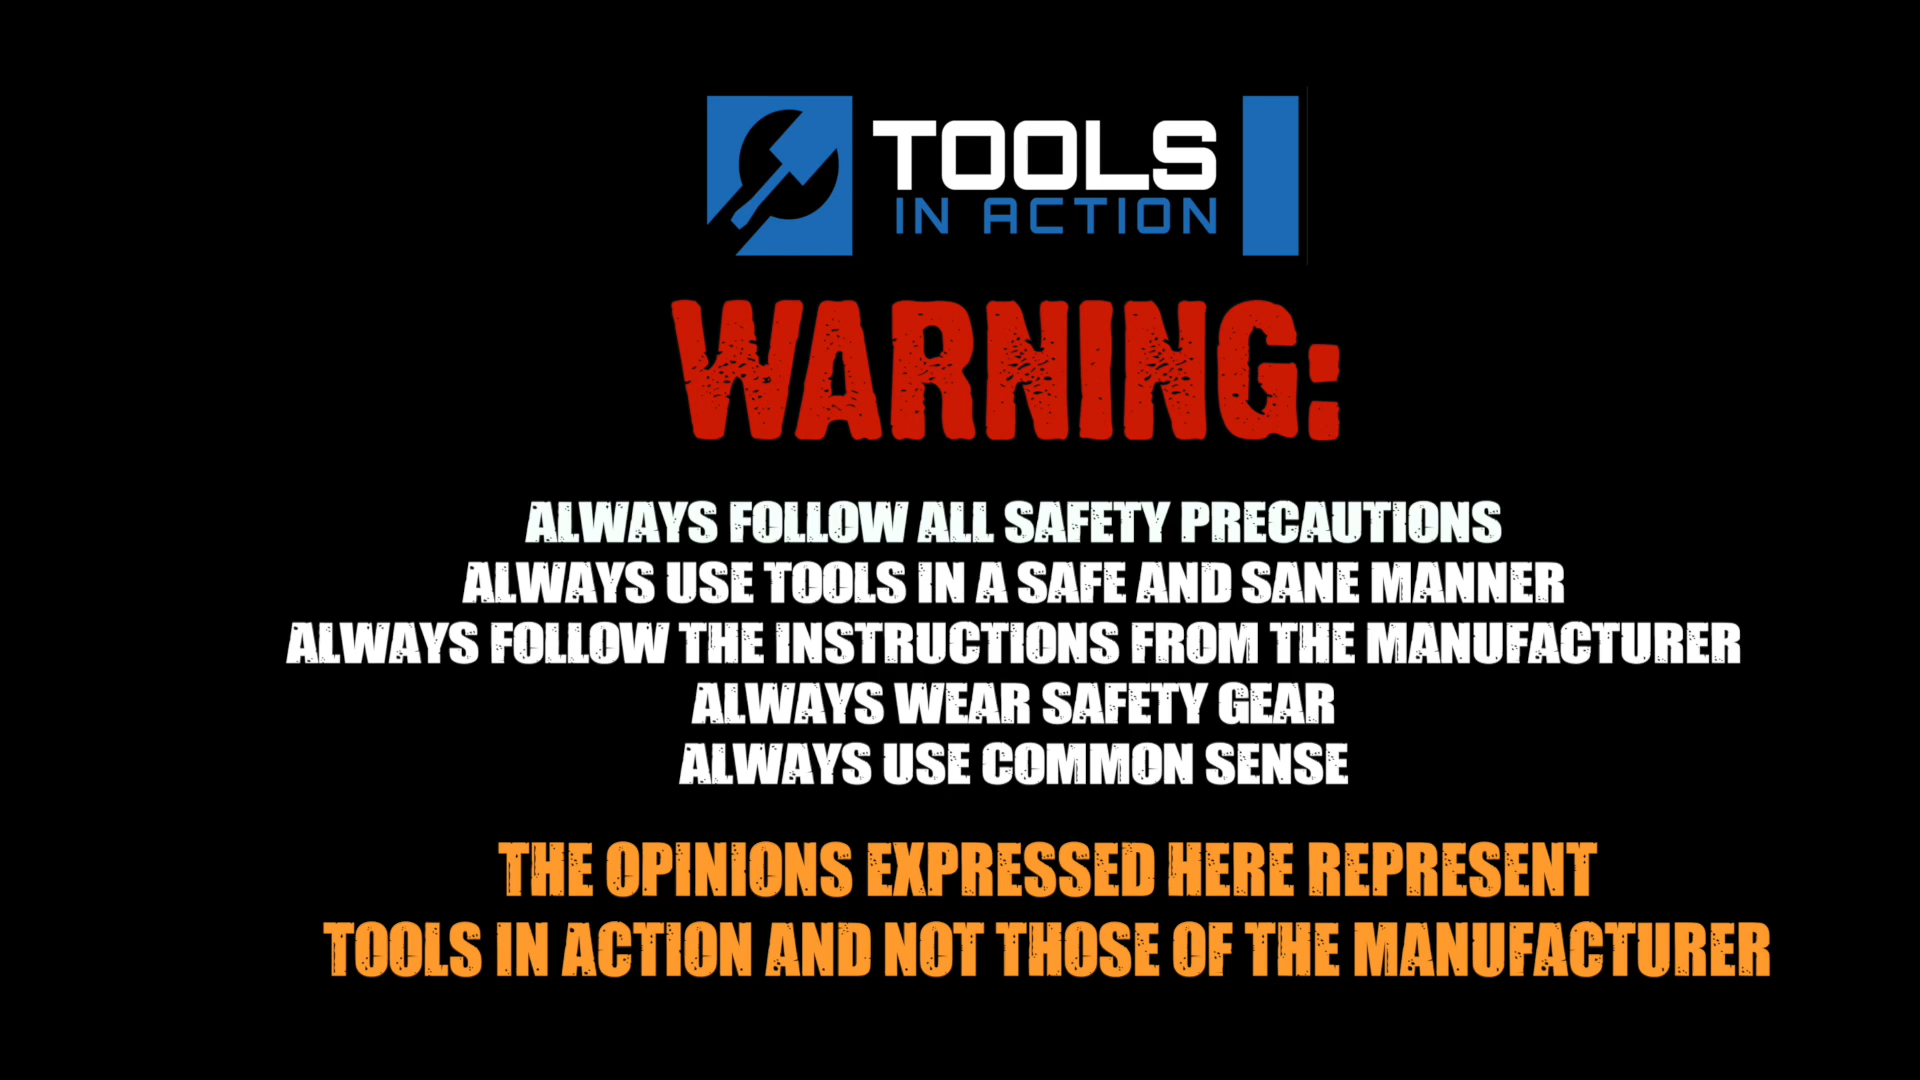 TOOLS
IN ACTION
WARNING:
ALWAYS FOLLOW ALL SAFETY PRECAUTIONS
ALWAYS USE TOOLS IN A SAFE AND SANE MANNER
ALWAYS FOLLOW THE INSTRUCTIONS FROM THE MANUFACTURER
ALWAYS WEAR SAFETY GEAR
ALWAYS USE COMMON SENSE
THE OPINIONS EXPRESSED HERE REPRESENT
TOOLS IN ACTION AND NOT THOSE OF THE MANUFACTURER